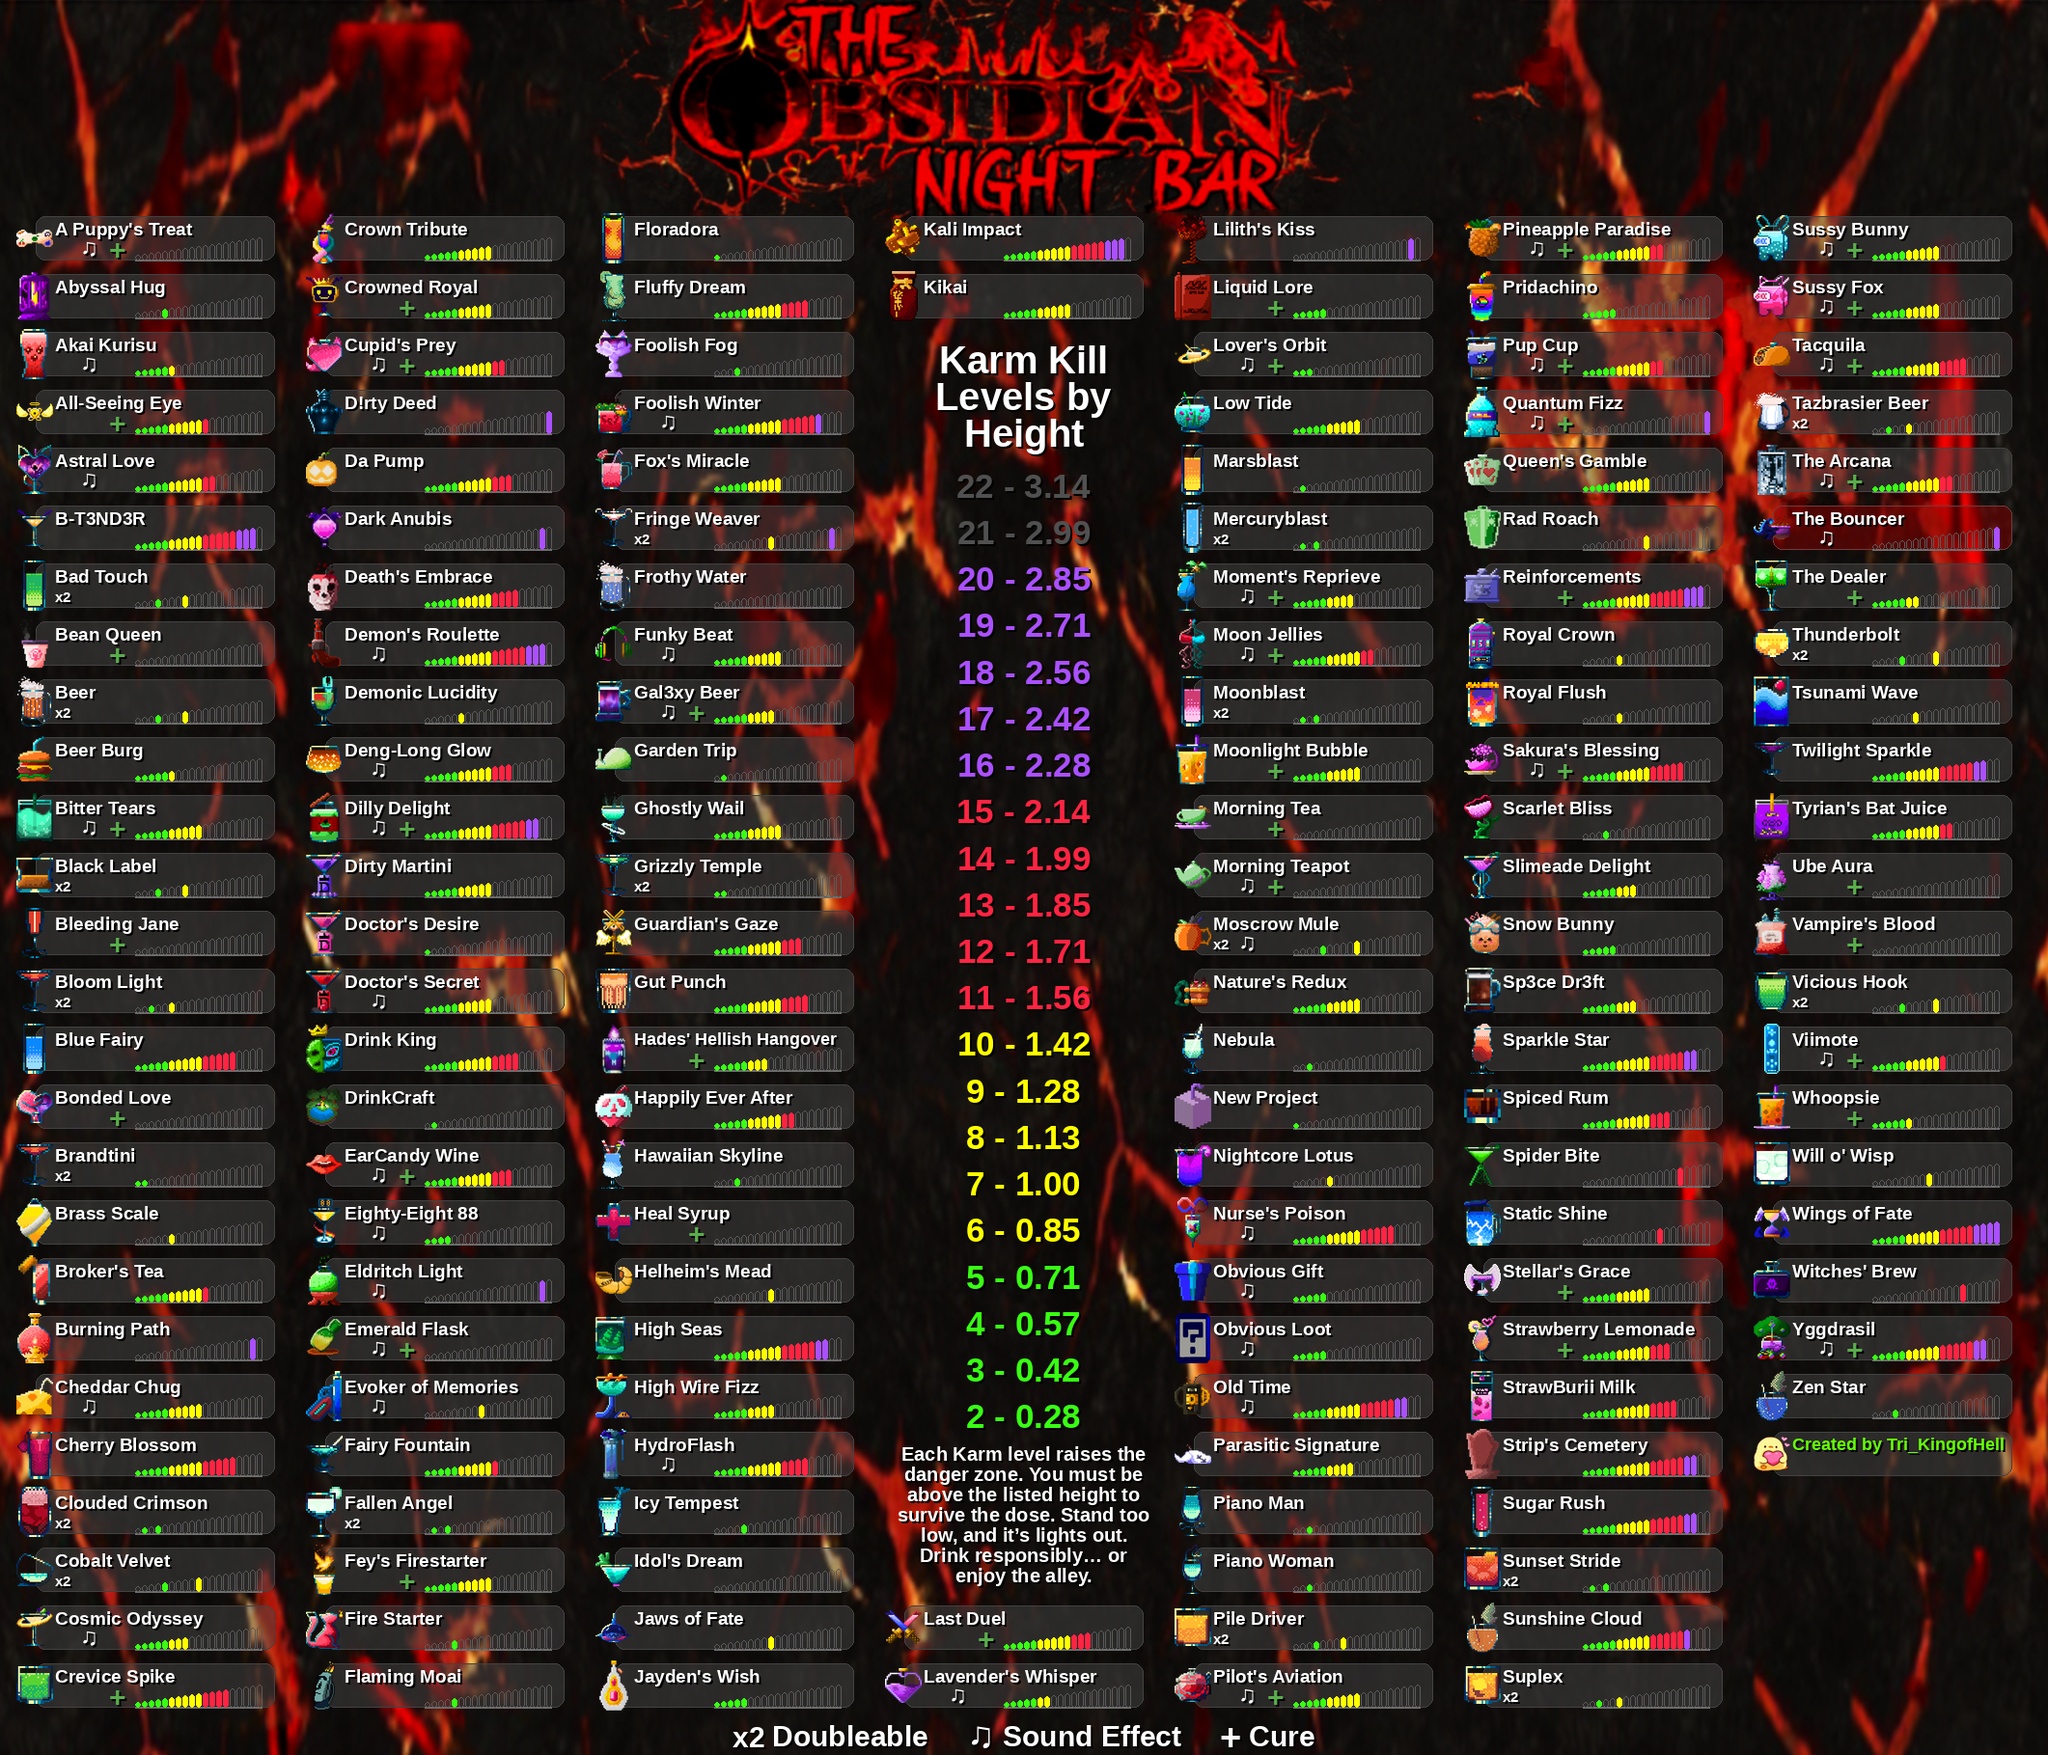 THE
OBSIDIAN
NIGHT BAR
A Puppy's Treat
♫ +
Abyssal Hug
Akai Kurisu
♫
All-Seeing Eye
+
Astral Love
♫
B-T3ND3R
Bad Touch
x2
Bean Queen
+
Beer
x2
Beer Burg
Bitter Tears
♫ +
Black Label
x2
Bleeding Jane
+
Bloom Light
x2
Blue Fairy
Bonded Love
+
Brandtini
x2
Brass Scale
Broker's Tea
Burning Path
Cheddar Chug
♫
Cherry Blossom
Clouded Crimson
x2
Cobalt Velvet
x2
Cosmic Odyssey
♫
Crevice Spike
+
Crown Tribute
Crowned Royal
+
Cupid's Prey
♫ +
D!rty Deed
Da Pump
Dark Anubis
Death's Embrace
Demon's Roulette
♫
Demonic Lucidity
Deng-Long Glow
♫
Dilly Delight
♫ +
Dirty Martini
Doctor's Desire
Doctor's Secret
♫
Drink King
DrinkCraft
EarCandy Wine
♫ +
Eighty-Eight 88
♫
Eldritch Light
♫
Emerald Flask
♫ +
Evoker of Memories
♫
Fairy Fountain
Fallen Angel
x2
Fey's Firestarter
+
Fire Starter
Flaming Moai
Floradora
Fluffy Dream
Foolish Fog
Foolish Winter
♫
Fox's Miracle
Fringe Weaver
x2
Frothy Water
Funky Beat
♫
Gal3xy Beer
♫ +
Garden Trip
Ghostly Wail
Grizzly Temple
x2
Guardian's Gaze
Gut Punch
Hades' Hellish Hangover
+
Happily Ever After
Hawaiian Skyline
Heal Syrup
+
Helheim's Mead
High Seas
High Wire Fizz
HydroFlash
♫
Icy Tempest
Idol's Dream
Jaws of Fate
Jayden's Wish
Kali Impact
Kikai
Karm Kill
Levels by
Height
22 - 3.14
21 - 2.99
20 - 2.85
19 - 2.71
18 - 2.56
17 - 2.42
16 - 2.28
15 - 2.14
14 - 1.99
13 - 1.85
12 - 1.71
11 - 1.56
10 - 1.42
9 - 1.28
8 - 1.13
7 - 1.00
6 - 0.85
5 - 0.71
4 - 0.57
3 - 0.42
2 - 0.28
Each Karm level raises the
danger zone. You must be
above the listed height to
survive the dose. Stand too
low, and it's lights out.
Drink responsibly... or
enjoy the alley.
Last Duel
+
Lavender's Whisper
♫
Lilith's Kiss
Liquid Lore
+
Lover's Orbit
♫ +
Low Tide
Marsblast
Mercuryblast
x2
Moment's Reprieve
♫ +
Moon Jellies
♫ +
Moonblast
x2
Moonlight Bubble
+
Morning Tea
+
Morning Teapot
♫ +
Moscrow Mule
x2 ♫
Nature's Redux
Nebula
New Project
Nightcore Lotus
Nurse's Poison
♫
Obvious Gift
♫
Obvious Loot
♫
Old Time
♫
Parasitic Signature
Piano Man
Piano Woman
Pile Driver
x2
Pilot's Aviation
♫ +
Pineapple Paradise
♫ +
Pridachino
Pup Cup
♫ +
Quantum Fizz
♫ +
Queen's Gamble
Rad Roach
Reinforcements
+
Royal Crown
Royal Flush
Sakura's Blessing
♫ +
Scarlet Bliss
Slimeade Delight
Snow Bunny
Sp3ce Dr3ft
Sparkle Star
Spiced Rum
Spider Bite
Static Shine
Stellar's Grace
+
Strawberry Lemonade
+
StrawBurii Milk
Strip's Cemetery
Sugar Rush
Sunset Stride
x2
Sunshine Cloud
Suplex
x2
Sussy Bunny
♫ +
Sussy Fox
♫ +
Tacquila
♫ +
Tazbrasier Beer
x2
The Arcana
♫ +
The Bouncer
♫
The Dealer
+
Thunderbolt
x2
Tsunami Wave
Twilight Sparkle
Tyrian's Bat Juice
Ube Aura
+
Vampire's Blood
+
Vicious Hook
x2
Viimote
♫ +
Whoopsie
+
Will o' Wisp
Wings of Fate
Witches' Brew
Yggdrasil
♫ +
Zen Star
Created by Tri_KingofHell
x2 Doubleable ♫ Sound Effect + Cure